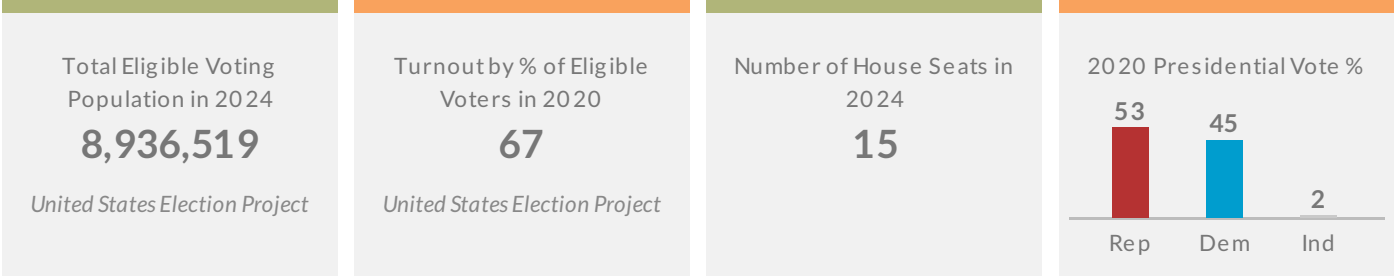 Total Eligible Voting
Population in 2024
8,936,519
United States Election Project
Turnout by % of Eligible
Voters in 2020
67
United States Election Project
Number of House Seats in
2024
15
2020 Presidential Vote %
53
45
2
Rep
Dem
Ind